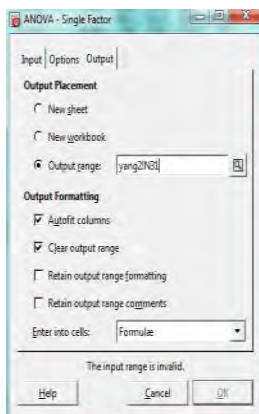 ANOVA - Single Factor
Input Options Output
Output Placement
New sheet
New workbook
Output range: yang2!N31
Output Formatting
Autofit columns
Clear output range
Retain output range formatting
Retain output range comments
Enter into cells: Formulæ
The input range is invalid.
Help Cancel OK